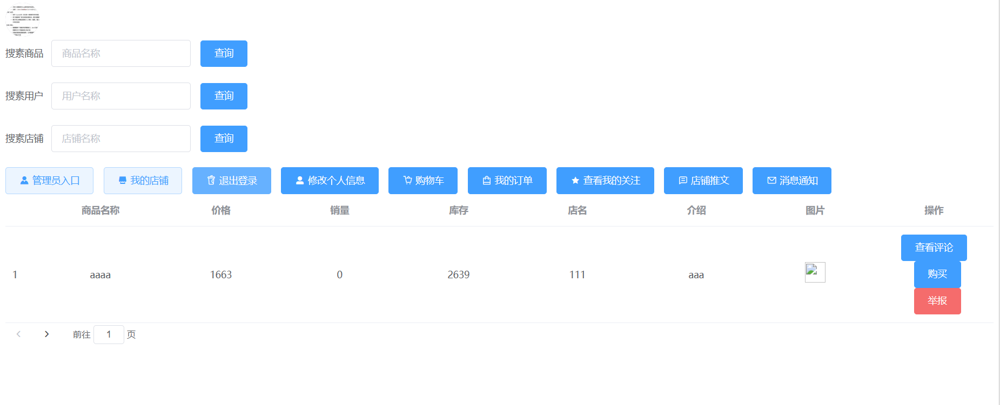 搜素商品 商品名称 查询
搜素用户 用户名称 查询
搜素店铺 店铺名称 查询
管理员入口 我的店铺 退出登录 修改个人信息 购物车 我的订单 查看我的关注 店铺推文 消息通知
商品名称 价格 销量 库存 店名 介绍 图片 操作
查看评论
1 aaaa 1663 0 2639 111 aaa 购买
举报
前往 1 页